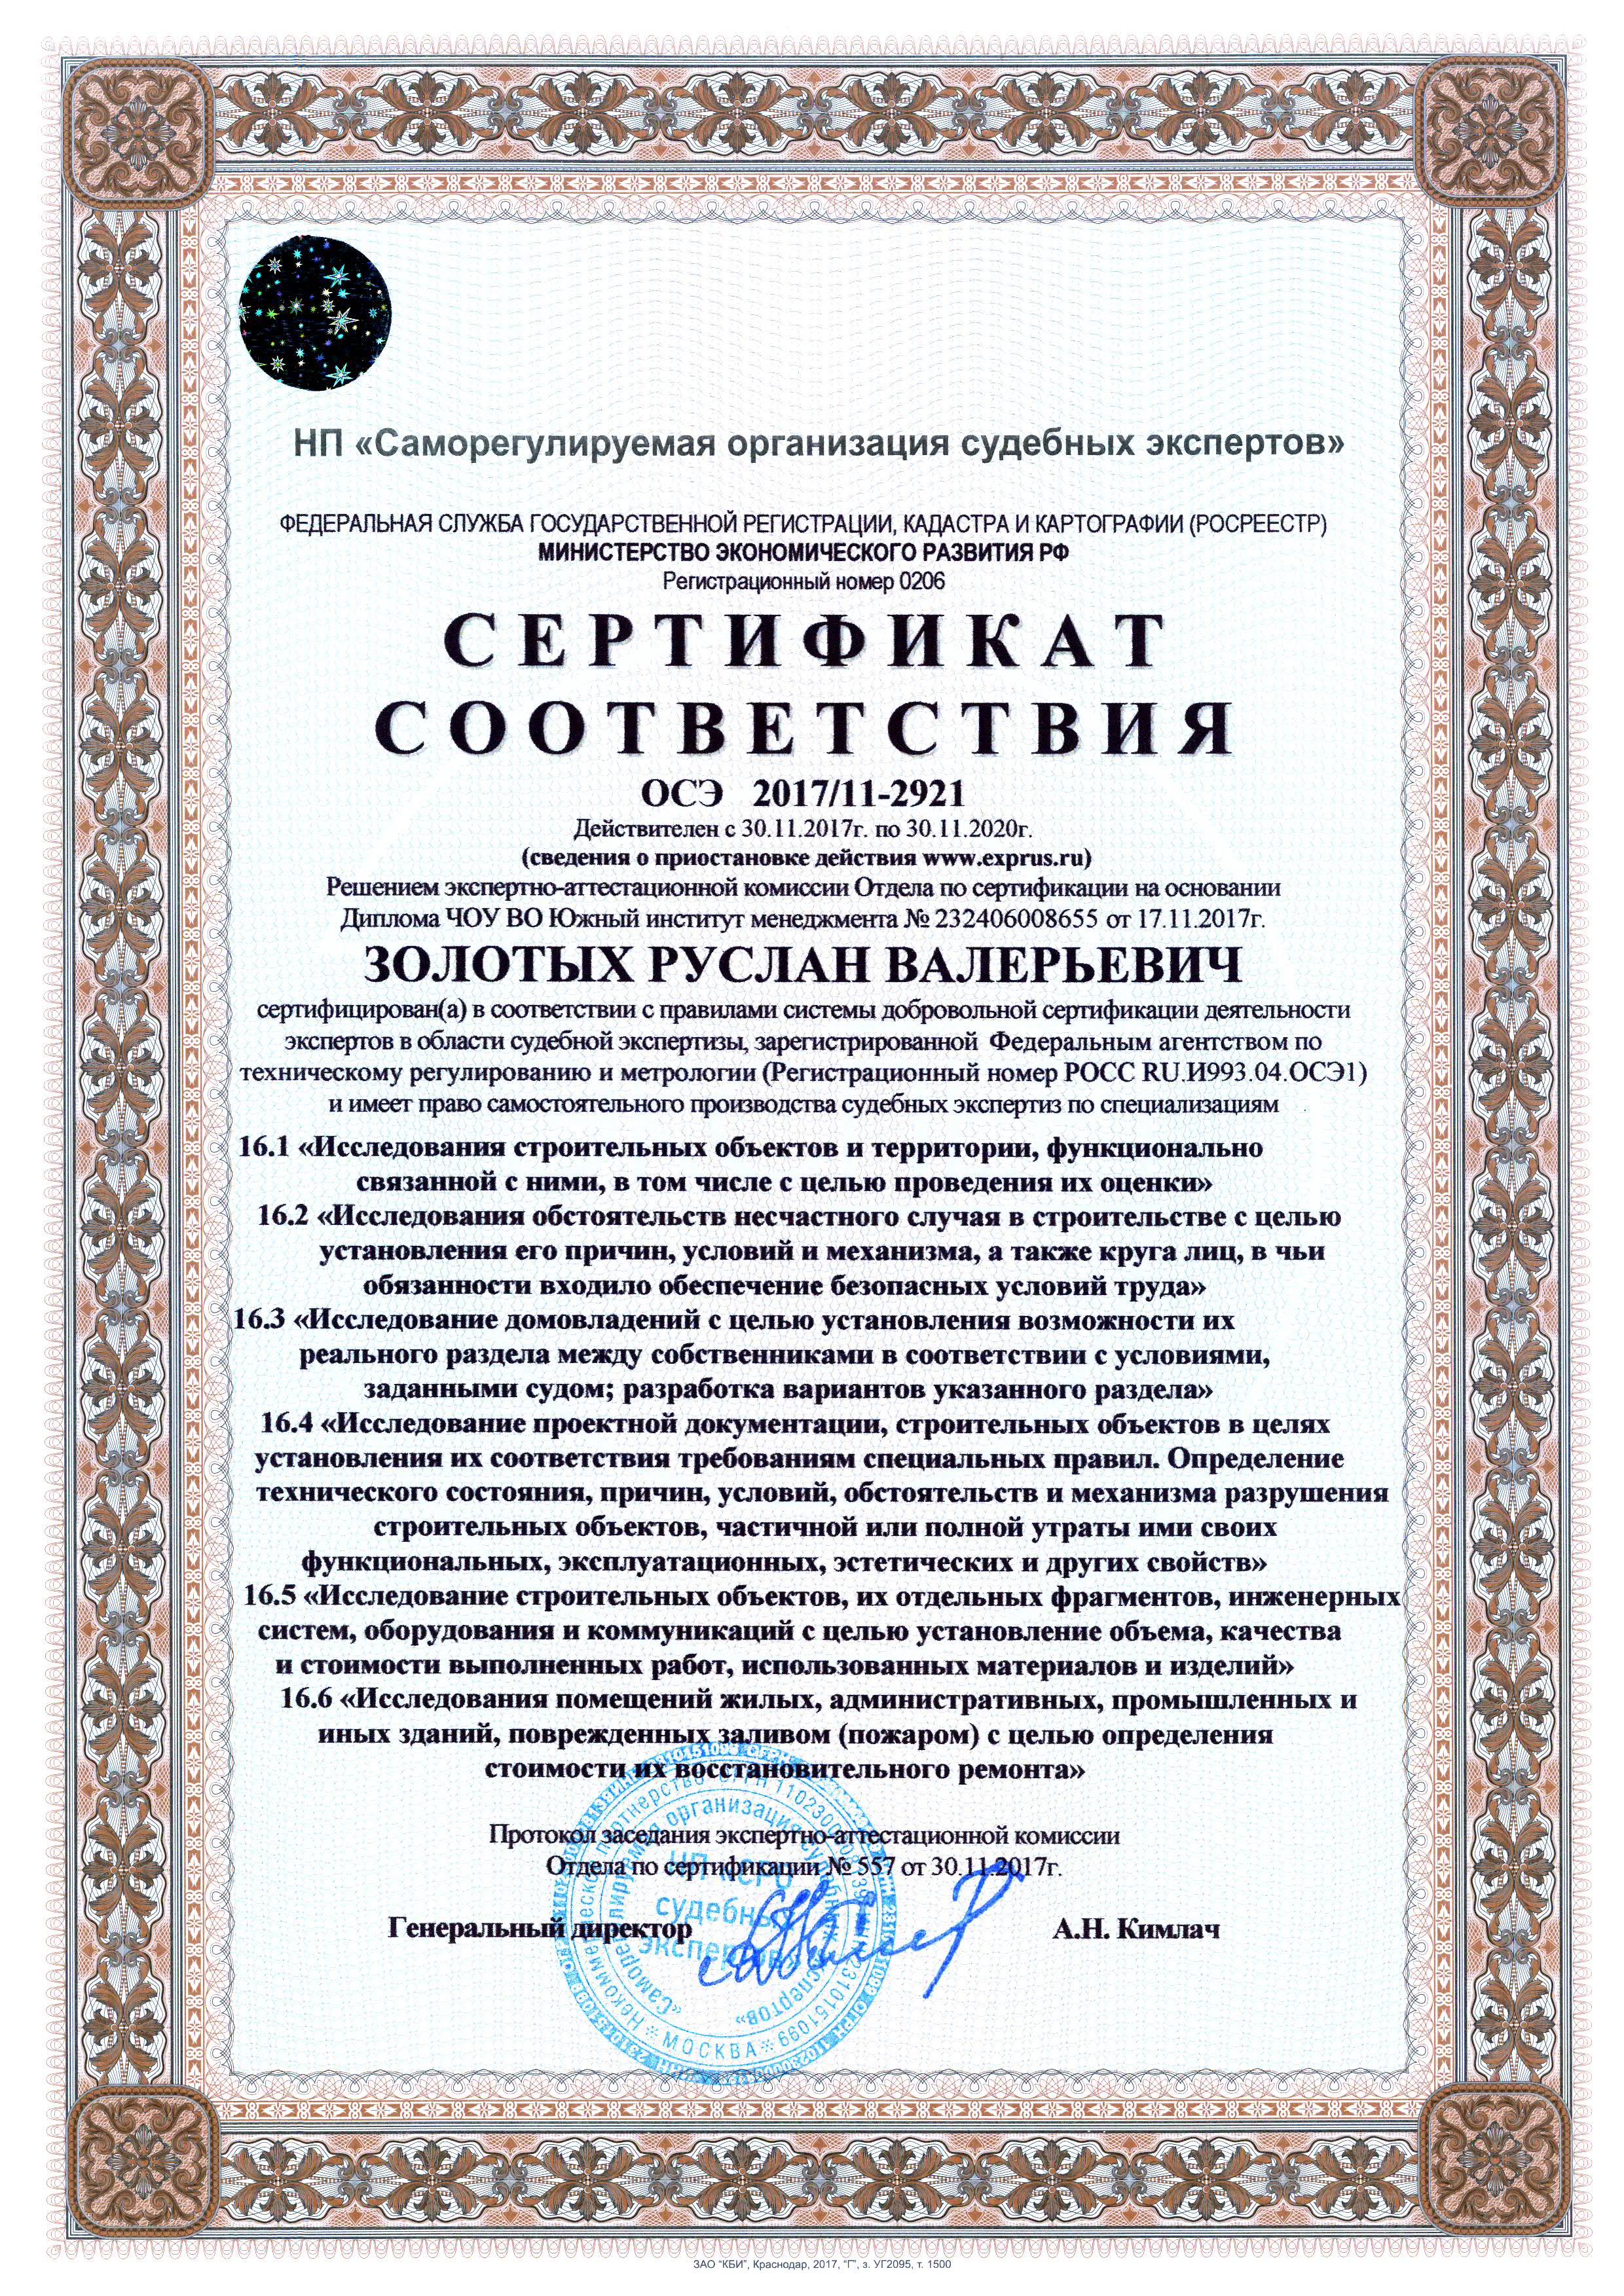 НП «Саморегулируемая организация судебных экспертов»
ФЕДЕРАЛЬНАЯ СЛУЖБА ГОСУДАРСТВЕННОЙ РЕГИСТРАЦИИ, КАДАСТРА И КАРТОГРАФИИ (РОСРЕЕСТР)
МИНИСТЕРСТВО ЭКОНОМИЧЕСКОГО РАЗВИТИЯ РФ
Регистрационный номер 0206
СЕРТИФИКАТ
СООТВЕТСТВИЯ
ОСЭ 2017/11-2921
Действителен с 30.11.2017г. по 30.11.2020г.
(сведения о приостановке действия www.exprus.ru)
Решением экспертно-аттестационной комиссии Отдела по сертификации на основании
Диплома ЧОУ ВО Южный институт менеджмента № 232406008655 от 17.11.2017г.
ЗОЛОТЫХ РУСЛАН ВАЛЕРЬЕВИЧ
сертифицирован(а) в соответствии с правилами системы добровольной сертификации деятельности
экспертов в области судебной экспертизы, зарегистрированной Федеральным агентством по
техническому регулированию и метрологии (Регистрационный номер РОСС RU.И993.04.ОСЭ1)
и имеет право самостоятельного производства судебных экспертиз по специализациям
16.1 «Исследования строительных объектов и территории, функционально
связанной с ними, в том числе с целью проведения их оценки»
16.2 «Исследования обстоятельств несчастного случая в строительстве с целью
установления его причин, условий и механизма, а также круга лиц, в чьи
обязанности входило обеспечение безопасных условий труда»
16.3 «Исследование домовладений с целью установления возможности их
реального раздела между собственниками в соответствии с условиями,
заданными судом; разработка вариантов указанного раздела»
16.4 «Исследование проектной документации, строительных объектов в целях
установления их соответствия требованиям специальных правил. Определение
технического состояния, причин, условий, обстоятельств и механизма разрушения
строительных объектов, частичной или полной утраты ими своих
функциональных, эксплуатационных, эстетических и других свойств»
16.5 «Исследование строительных объектов, их отдельных фрагментов, инженерных
систем, оборудования и коммуникаций с целью установление объема, качества
и стоимости выполненных работ, использованных материалов и изделий»
16.6 «Исследования помещений жилых, административных, промышленных и
иных зданий, поврежденных заливом (пожаром) с целью определения
стоимости их восстановительного ремонта»
Протокол заседания экспертно-аттестационной комиссии
Отдела по сертификации № 557 от 30.11.2017г.
Генеральный директор А.Н. Кимлач
«Саморегулируемая организация судебных экспертов»
НП «СРО
судебных
экспертов»
МОСКВА
ЗАО "КБИ", Краснодар, 2017, "Г", з. УГ2095, т. 1500